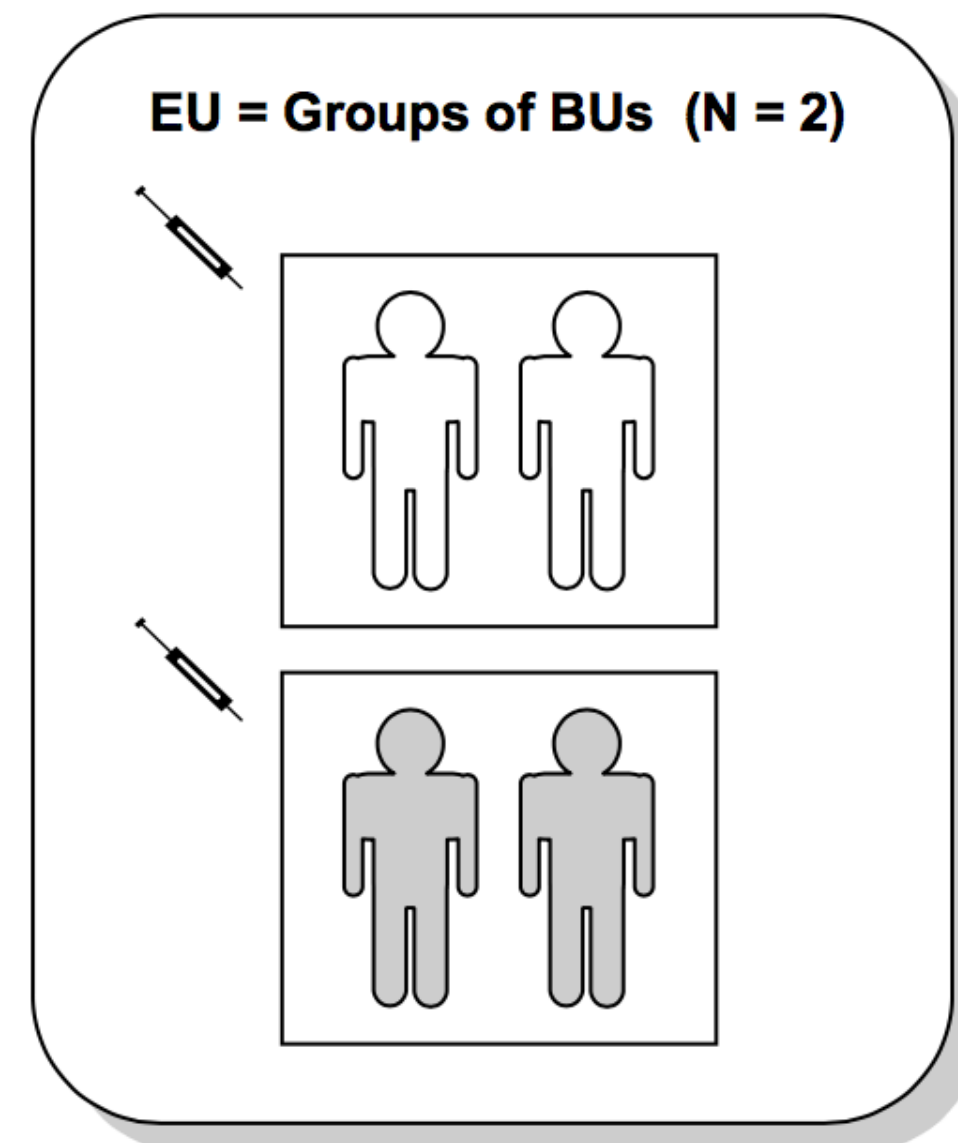 EU = Groups of BUs (N = 2)